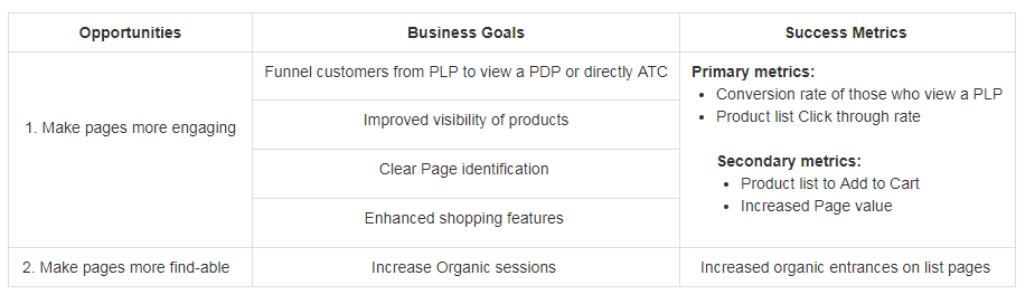 Opportunities
Business Goals
Success Metrics
1. Make pages more engaging
Funnel customers from PLP to view a PDP or directly ATC
Improved visibility of products
Clear Page identification
Enhanced shopping features
Primary metrics:
• Conversion rate of those who view a PLP
• Product list Click through rate
Secondary metrics:
• Product list to Add to Cart
• Increased Page value
2. Make pages more find-able
Increase Organic sessions
Increased organic entrances on list pages